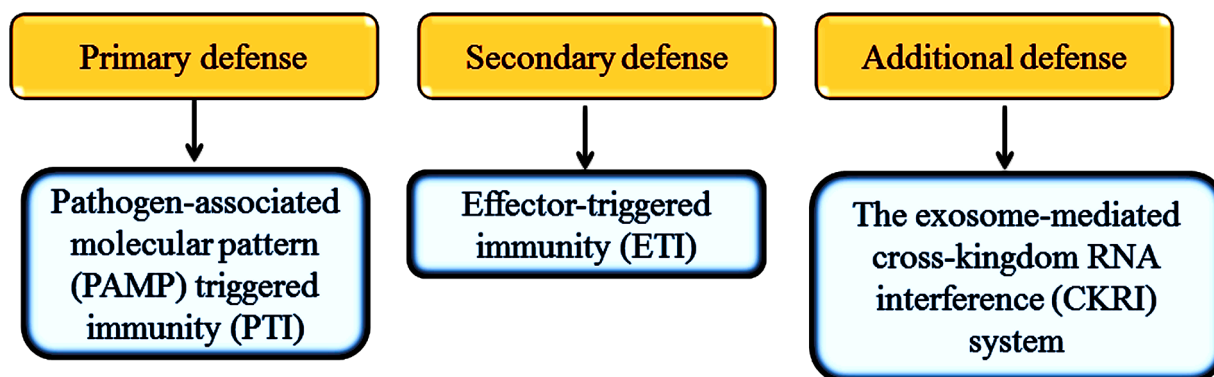 Primary defense
Secondary defense
Additional defense
Pathogen-associated
molecular pattern
(PAMP) triggered
immunity (PTI)
Effector-triggered
immunity (ETI)
The exosome-mediated
cross-kingdom RNA
interference (CKRI)
system